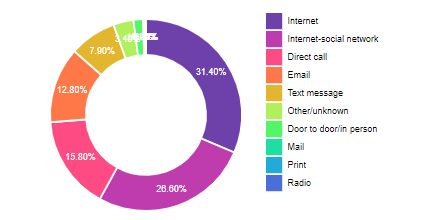 31.40%
26.60%
15.80%
12.80%
7.90%
Internet
Internet-social network
Direct call
Email
Text message
Other/unknown
Door to door/in person
Mail
Print
Radio